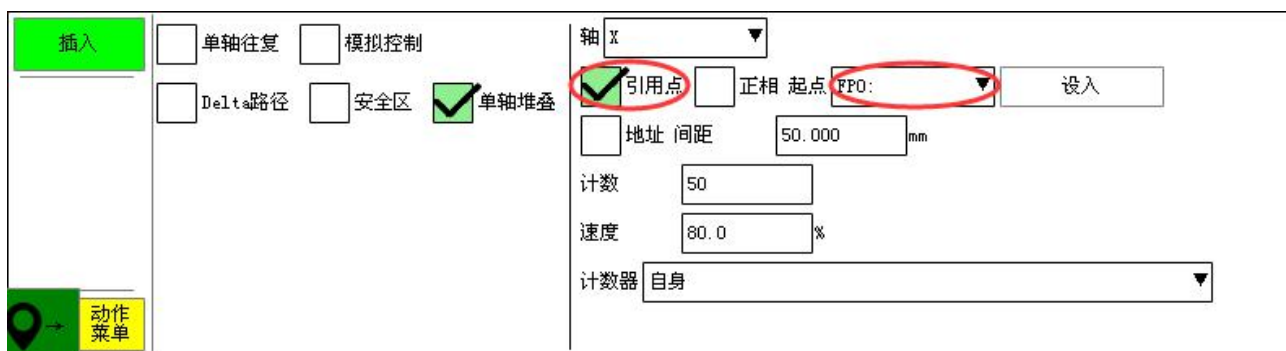 插入
单轴往复 模拟控制
Delta路径 安全区 单轴堆叠
动作
菜单
轴 X
引用点 正相 起点 FP0: 设入
地址 间距 50.000 mm
计数 50
速度 80.0 %
计数器 自身